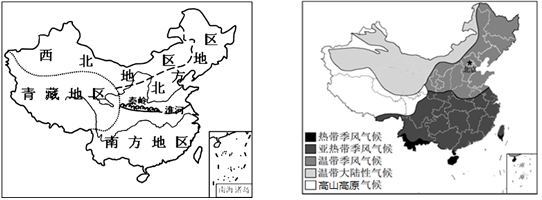 西北地区
北方地区
青藏地区
秦岭
淮河
南方地区
南海诸岛
北京
热带季风气候
亚热带季风气候
温带季风气候
温带大陆性气候
高山高原气候